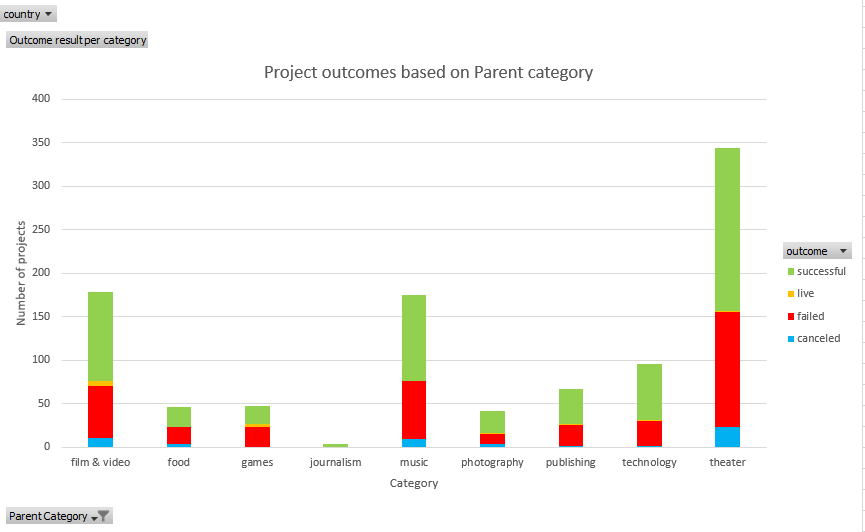 country
Outcome result per category
Project outcomes based on Parent category
400
350
300
250
200
150
100
50
0
Number of projects
film & video
food
games
journalism
music
photography
publishing
technology
theater
Category
outcome
successful
live
failed
canceled
Parent Category